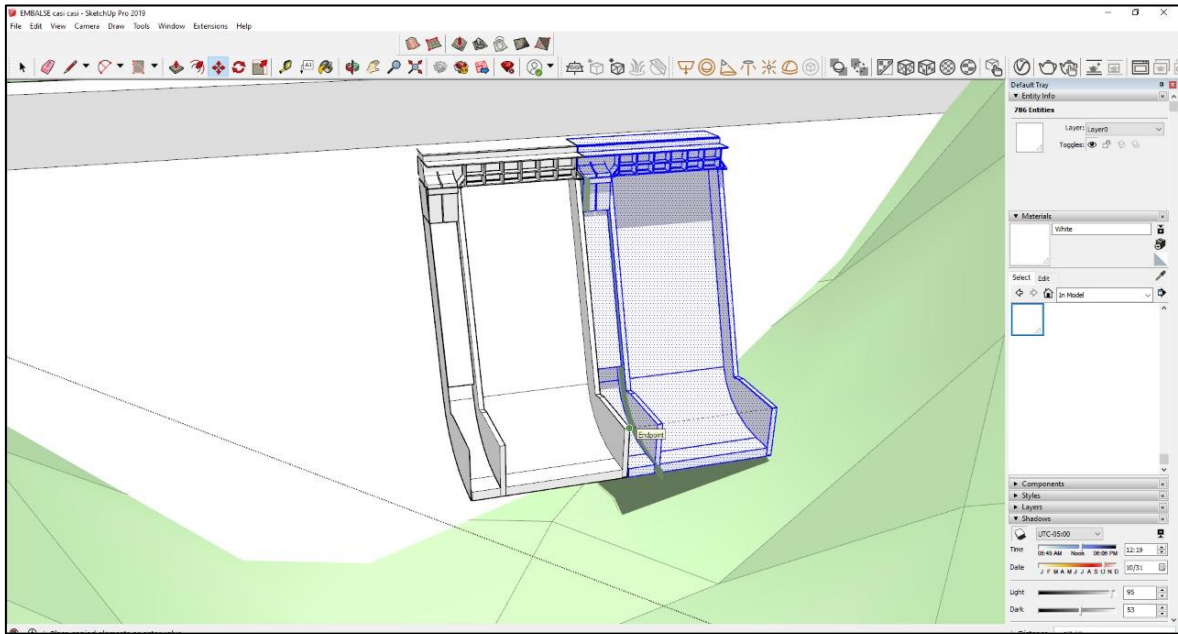 EMBALSE casi casi - SketchUp Pro 2019
File Edit View Camera Draw Tools Window Extensions Help
Default Tray
Entity Info
786 Entities
Layer: Layer0
Toggles:
Materials
White
Select Edit
In Model
Endpoint
Components
Styles
Layers
Shadows
UTC-05:00
Time 05:49 AM Noon 06:06 PM 12:19
Date J F M A M J J A S O N D 10/31
Light 95
Dark 53